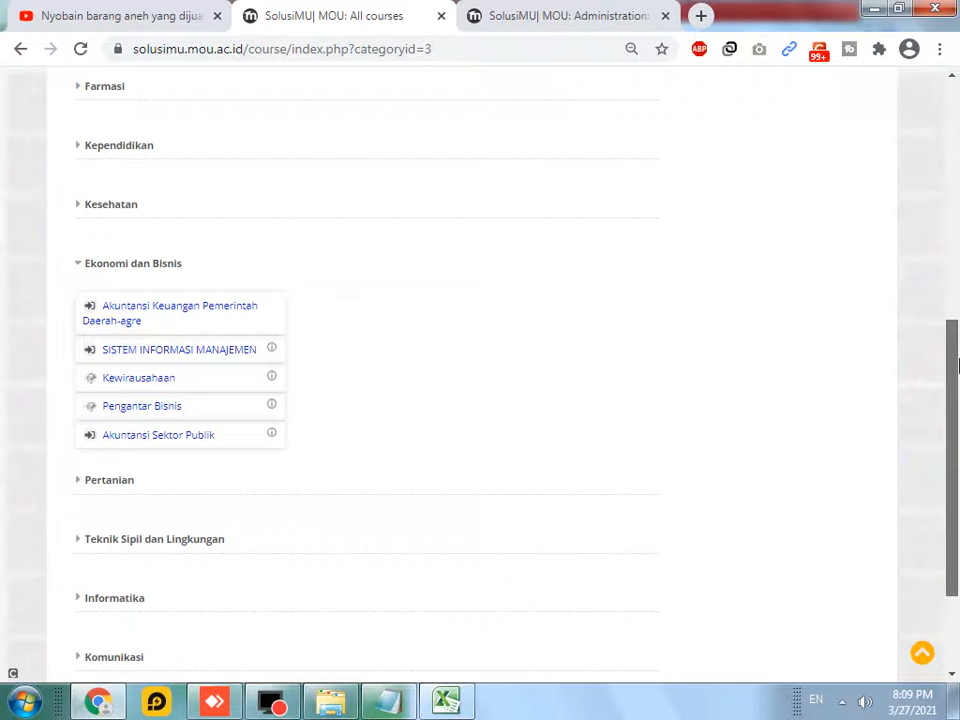 Nyobain barang aneh yang dijua
SolusiMU| MOU: All courses
SolusiMU| MOU: Administration:
solusimu.mou.ac.id/course/index.php?categoryid=3
ABP
99+
Farmasi
Kependidikan
Kesehatan
Ekonomi dan Bisnis
Akuntansi Keuangan Pemerintah
Daerah-agre
SISTEM INFORMASI MANAJEMEN
Kewirausahaan
Pengantar Bisnis
Akuntansi Sektor Publik
Pertanian
Teknik Sipil dan Lingkungan
Informatika
Komunikasi
EN
8:09 PM
3/27/2021